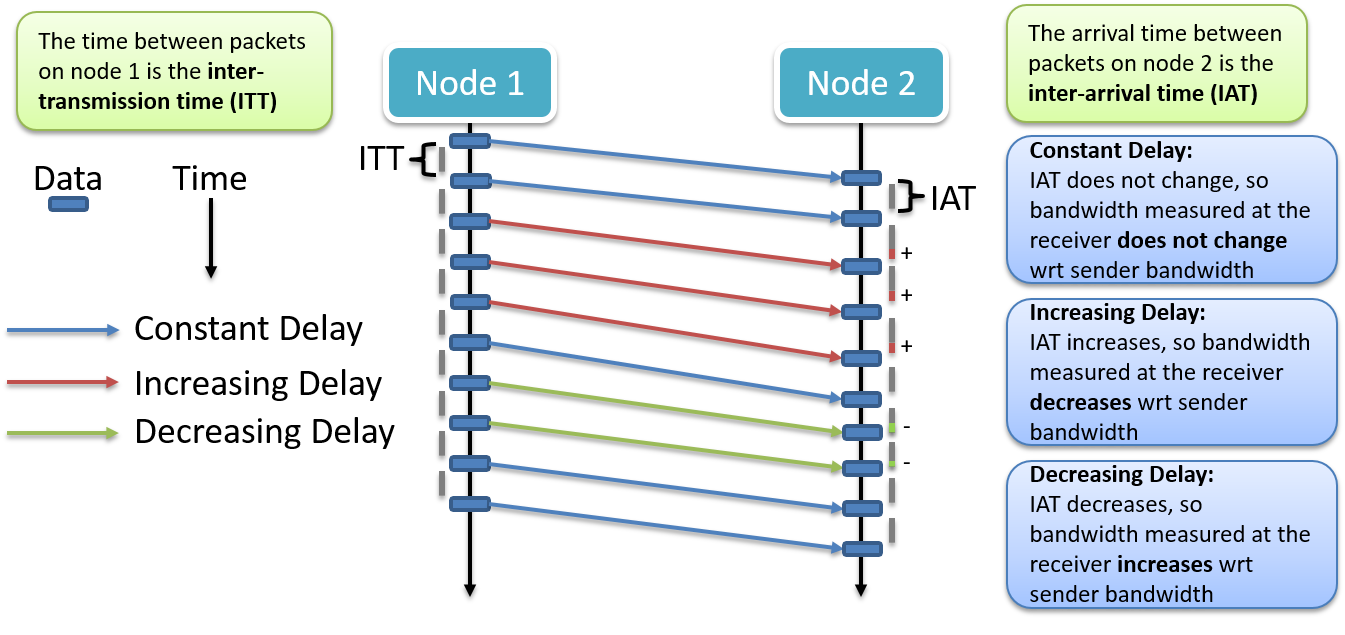 The time between packets
on node 1 is the inter-
transmission time (ITT)
Data
Time
Constant Delay
Increasing Delay
Decreasing Delay
Node 1
Node 2
ITT
IAT
+
+
+
-
-
The arrival time between
packets on node 2 is the
inter-arrival time (IAT)
Constant Delay:
IAT does not change, so
bandwidth measured at the
receiver does not change
wrt sender bandwidth
Increasing Delay:
IAT increases, so bandwidth
measured at the receiver
decreases wrt sender
bandwidth
Decreasing Delay:
IAT decreases, so
bandwidth measured at the
receiver increases wrt
sender bandwidth